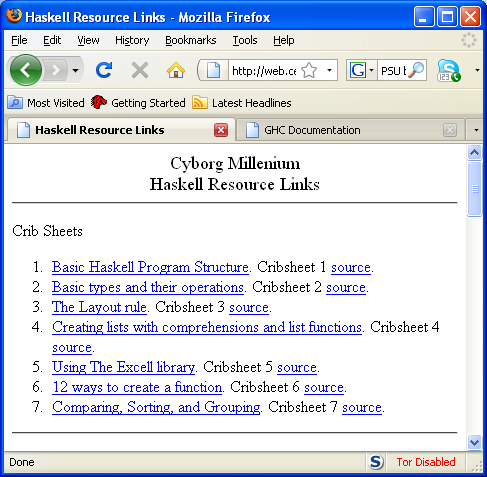 Haskell Resource Links - Mozilla Firefox
File Edit View History Bookmarks Tools Help
http://web.ce
G
PSU
Most Visited Getting Started Latest Headlines
Haskell Resource Links GHC Documentation
Cyborg Millenium
Haskell Resource Links
Crib Sheets
1. Basic Haskell Program Structure. Cribsheet 1 source.
2. Basic types and their operations. Cribsheet 2 source.
3. The Layout rule. Cribsheet 3 source.
4. Creating lists with comprehensions and list functions. Cribsheet 4
source.
5. Using The Excell library. Cribsheet 5 source.
6. 12 ways to create a function. Cribsheet 6 source.
7. Comparing, Sorting, and Grouping. Cribsheet 7 source.
Done S Tor Disabled